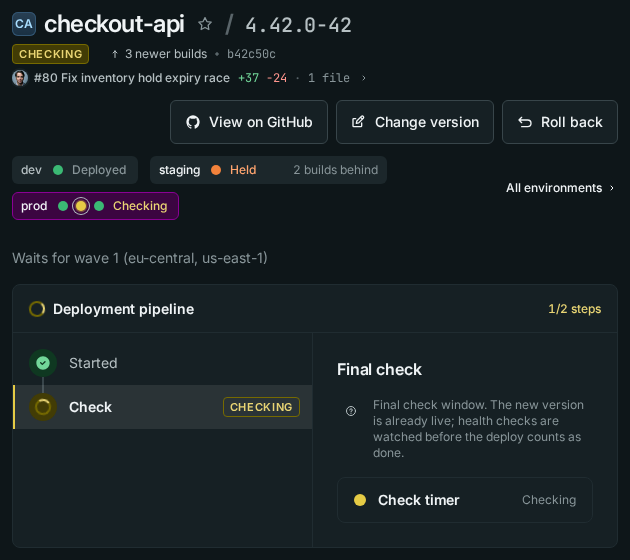 CA checkout-api / 4.42.0-42
CHECKING ↑ 3 newer builds • b42c50c
#80 Fix inventory hold expiry race +37 -24 · 1 file ›
View on GitHub Change version Roll back
dev Deployed staging Held 2 builds behind
All environments ›
prod Checking
Waits for wave 1 (eu-central, us-east-1)
Deployment pipeline 1/2 steps
Started
Check CHECKING
Final check
Final check window. The new version
is already live; health checks are
watched before the deploy counts as
done.
Check timer Checking